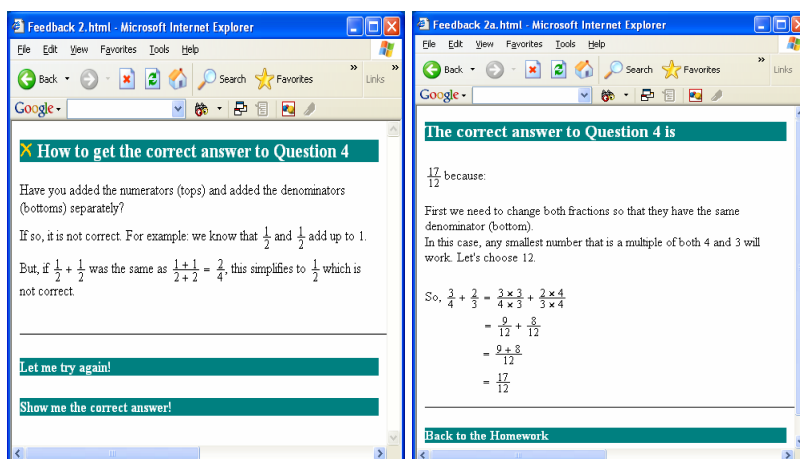 Feedback 2.html - Microsoft Internet Explorer
File Edit View Favorites Tools Help
Back Search Favorites » Links »
Google
How to get the correct answer to Question 4
Have you added the numerators (tops) and added the denominators
(bottoms) separately?
If so, it is not correct. For example: we know that 1/2 and 1/2 add up to 1.
But, if 1/2 + 1/2 was the same as (1 + 1)/(2 + 2) = 2/4, this simplifies to 1/2 which is
not correct.
Let me try again!
Show me the correct answer!
Feedback 2a.html - Microsoft Internet Explorer
File Edit View Favorites Tools Help
Back Search Favorites » Links
Google »
The correct answer to Question 4 is
17/12 because:
First we need to change both fractions so that they have the same
denominator (bottom).
In this case, any smallest number that is a multiple of both 4 and 3 will
work. Let's choose 12.
So, 3/4 + 2/3 = (3 × 3)/(4 × 3) + (2 × 4)/(3 × 4)
= 9/12 + 8/12
= (9 + 8)/12
= 17/12
Back to the Homework